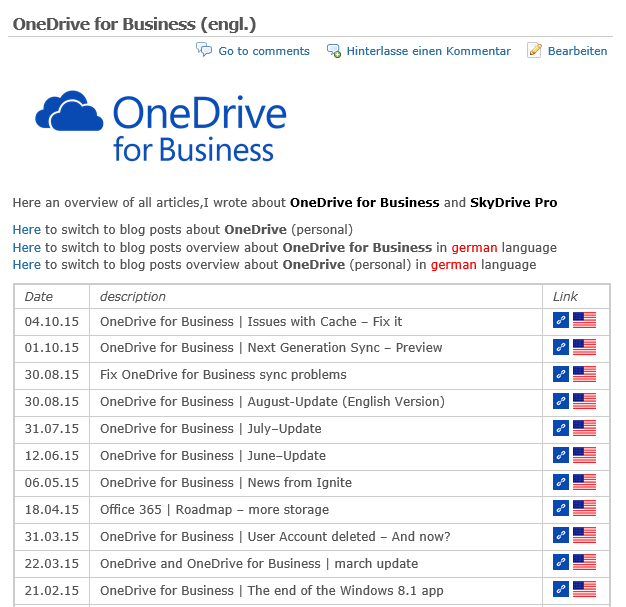 OneDrive for Business (engl.)
Go to comments Hinterlasse einen Kommentar Bearbeiten
OneDrive
for Business
Here an overview of all articles,I wrote about OneDrive for Business and SkyDrive Pro
Here to switch to blog posts about OneDrive (personal)
Here to switch to blog posts overview about OneDrive for Business in german language
Here to switch to blog posts overview about OneDrive (personal) in german language
Date description Link
04.10.15 OneDrive for Business | Issues with Cache – Fix it
01.10.15 OneDrive for Business | Next Generation Sync – Preview
30.08.15 Fix OneDrive for Business sync problems
30.08.15 OneDrive for Business | August-Update (English Version)
31.07.15 OneDrive for Business | July–Update
12.06.15 OneDrive for Business | June–Update
06.05.15 OneDrive for Business | News from Ignite
18.04.15 Office 365 | Roadmap – more storage
31.03.15 OneDrive for Business | User Account deleted – And now?
22.03.15 OneDrive and OneDrive for Business | march update
21.02.15 OneDrive for Business | The end of the Windows 8.1 app